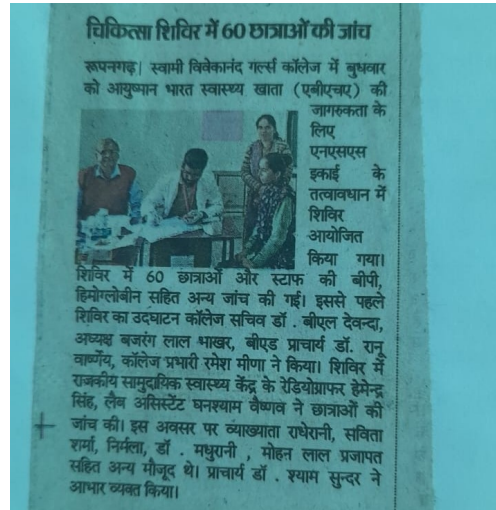 चिकित्सा शिविर में 60 छात्राओं की जांच
रूपनगढ़| स्वामी विवेकानंद गर्ल्स कॉलेज में बुधवार
को आयुष्मान भारत स्वास्थ्य खाता (एबीएचए) की
जागरुकता के
लिए
एनएसएस
इकाई के
तत्वावधान में
शिविर
आयोजित
किया गया।
शिविर में 60 छात्राओं और स्टाफ की बीपी,
हिमोग्लोबीन सहित अन्य जांच की गई। इससे पहले
शिविर का उदघाटन कॉलेज सचिव डॉ . बीएल देवन्दा,
अध्यक्ष बजरंग लाल भाखर, बीएड प्राचार्य डॉ. रानू
वार्ष्णेय, कॉलेज प्रभारी रमेश मीणा ने किया। शिविर में
राजकीय सामुदायिक स्वास्थ्य केंद्र के रेडियोग्राफर हेमेन्द्र
सिंह, लैब असिस्टेंट घनश्याम वैष्णव ने छात्राओं की
जांच की। इस अवसर पर व्याख्याता राधेरानी, सविता
शर्मा, निर्मला, डॉ . मधुरानी , मोहन लाल प्रजापत
सहित अन्य मौजूद थे। प्राचार्य डॉ . श्याम सुन्दर ने
आभार व्यक्त किया।